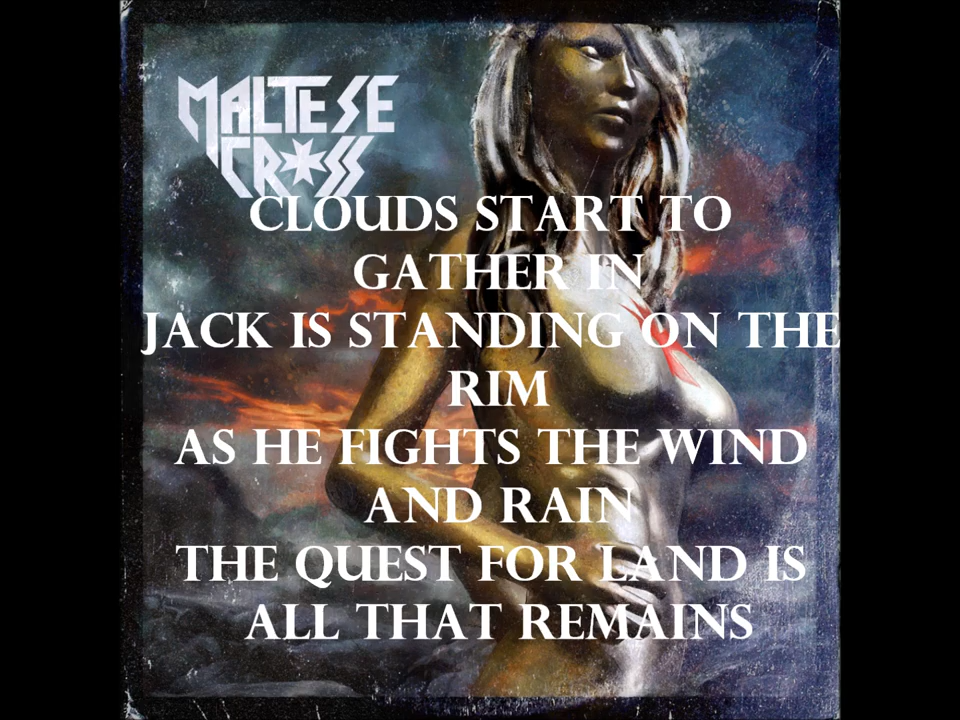 MALTESE
CROSS
CLOUDS START TO
GATHER IN
JACK IS STANDING ON THE
RIM
AS HE FIGHTS THE WIND
AND RAIN
THE QUEST FOR LAND IS
ALL THAT REMAINS